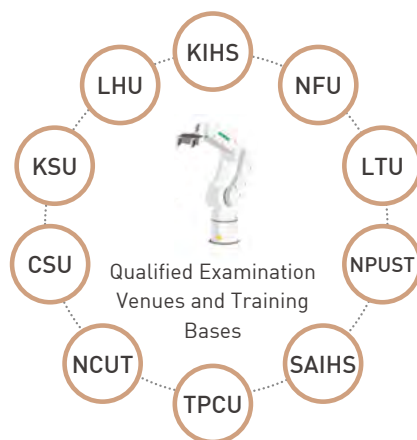 KIHS
NFU
LTU
NPUST
SAIHS
TPCU
NCUT
CSU
KSU
LHU
Qualified Examination
Venues and Training
Bases